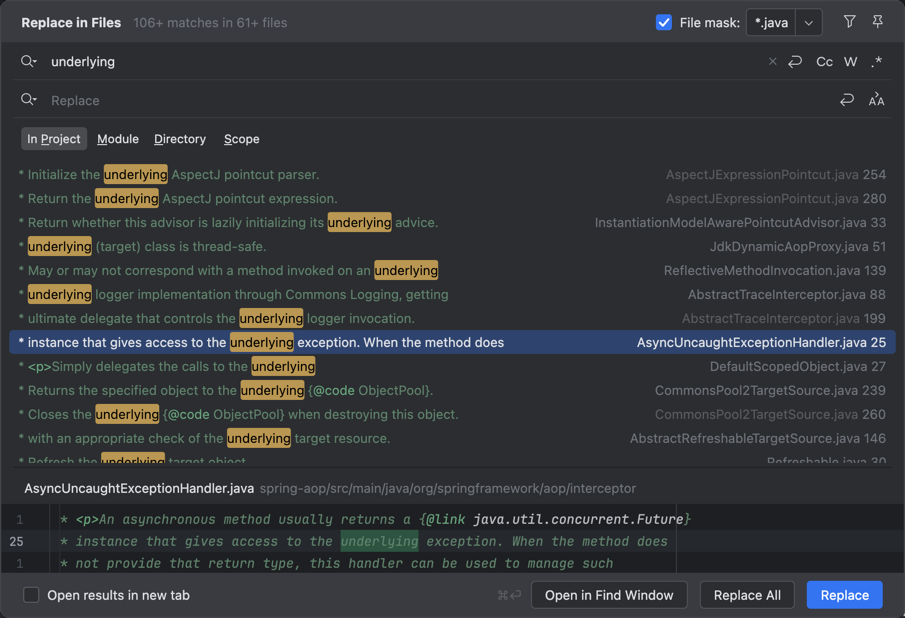 Replace in Files 106+ matches in 61+ files File mask: *.java
underlying Cc W .*
Replace
In Project Module Directory Scope
* Initialize the underlying AspectJ pointcut parser. AspectJExpressionPointcut.java 254
* Return the underlying AspectJ pointcut expression. AspectJExpressionPointcut.java 280
* Return whether this advisor is lazily initializing its underlying advice. InstantiationModelAwarePointcutAdvisor.java 33
* underlying (target) class is thread-safe. JdkDynamicAopProxy.java 51
* May or may not correspond with a method invoked on an underlying ReflectiveMethodInvocation.java 139
* underlying logger implementation through Commons Logging, getting AbstractTraceInterceptor.java 88
* ultimate delegate that controls the underlying logger invocation. AbstractTraceInterceptor.java 199
* instance that gives access to the underlying exception. When the method does AsyncUncaughtExceptionHandler.java 25
* <p>Simply delegates the calls to the underlying DefaultScopedObject.java 27
* Returns the specified object to the underlying {@code ObjectPool}. CommonsPool2TargetSource.java 239
* Closes the underlying {@code ObjectPool} when destroying this object. CommonsPool2TargetSource.java 260
* with an appropriate check of the underlying target resource. AbstractRefreshableTargetSource.java 146
* Refresh the underlying target object Refreshable.java 30
AsyncUncaughtExceptionHandler.java spring-aop/src/main/java/org/springframework/aop/interceptor
1 * <p>An asynchronous method usually returns a {@link java.util.concurrent.Future}
25 * instance that gives access to the underlying exception. When the method does
1 * not provide that return type, this handler can be used to manage such
Open results in new tab ⌘⏎ Open in Find Window Replace All Replace